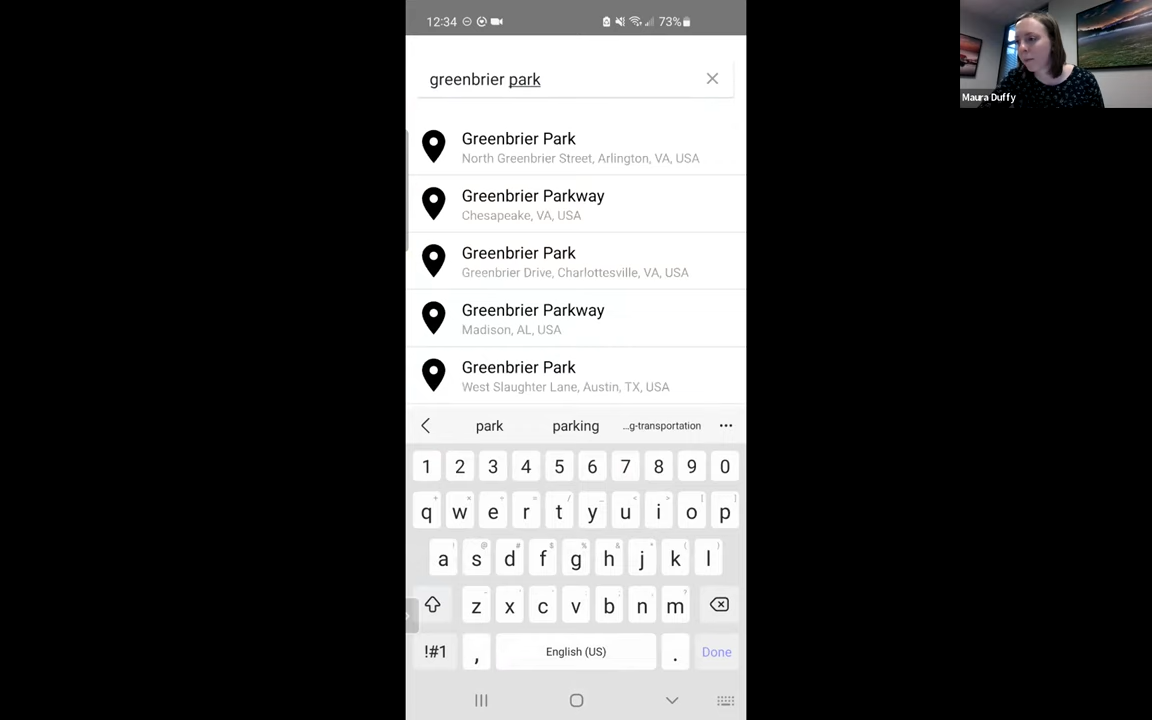 12:34 73%
Maura Duffy
greenbrier park
Greenbrier Park
North Greenbrier Street, Arlington, VA, USA
Greenbrier Parkway
Chesapeake, VA, USA
Greenbrier Park
Greenbrier Drive, Charlottesville, VA, USA
Greenbrier Parkway
Madison, AL, USA
Greenbrier Park
West Slaughter Lane, Austin, TX, USA
park parking ...g-transportation ...
1 2 3 4 5 6 7 8 9 0
q w e r t y u i o p
a s d f g h j k l
z x c v b n m
!#1 , English (US) . Done